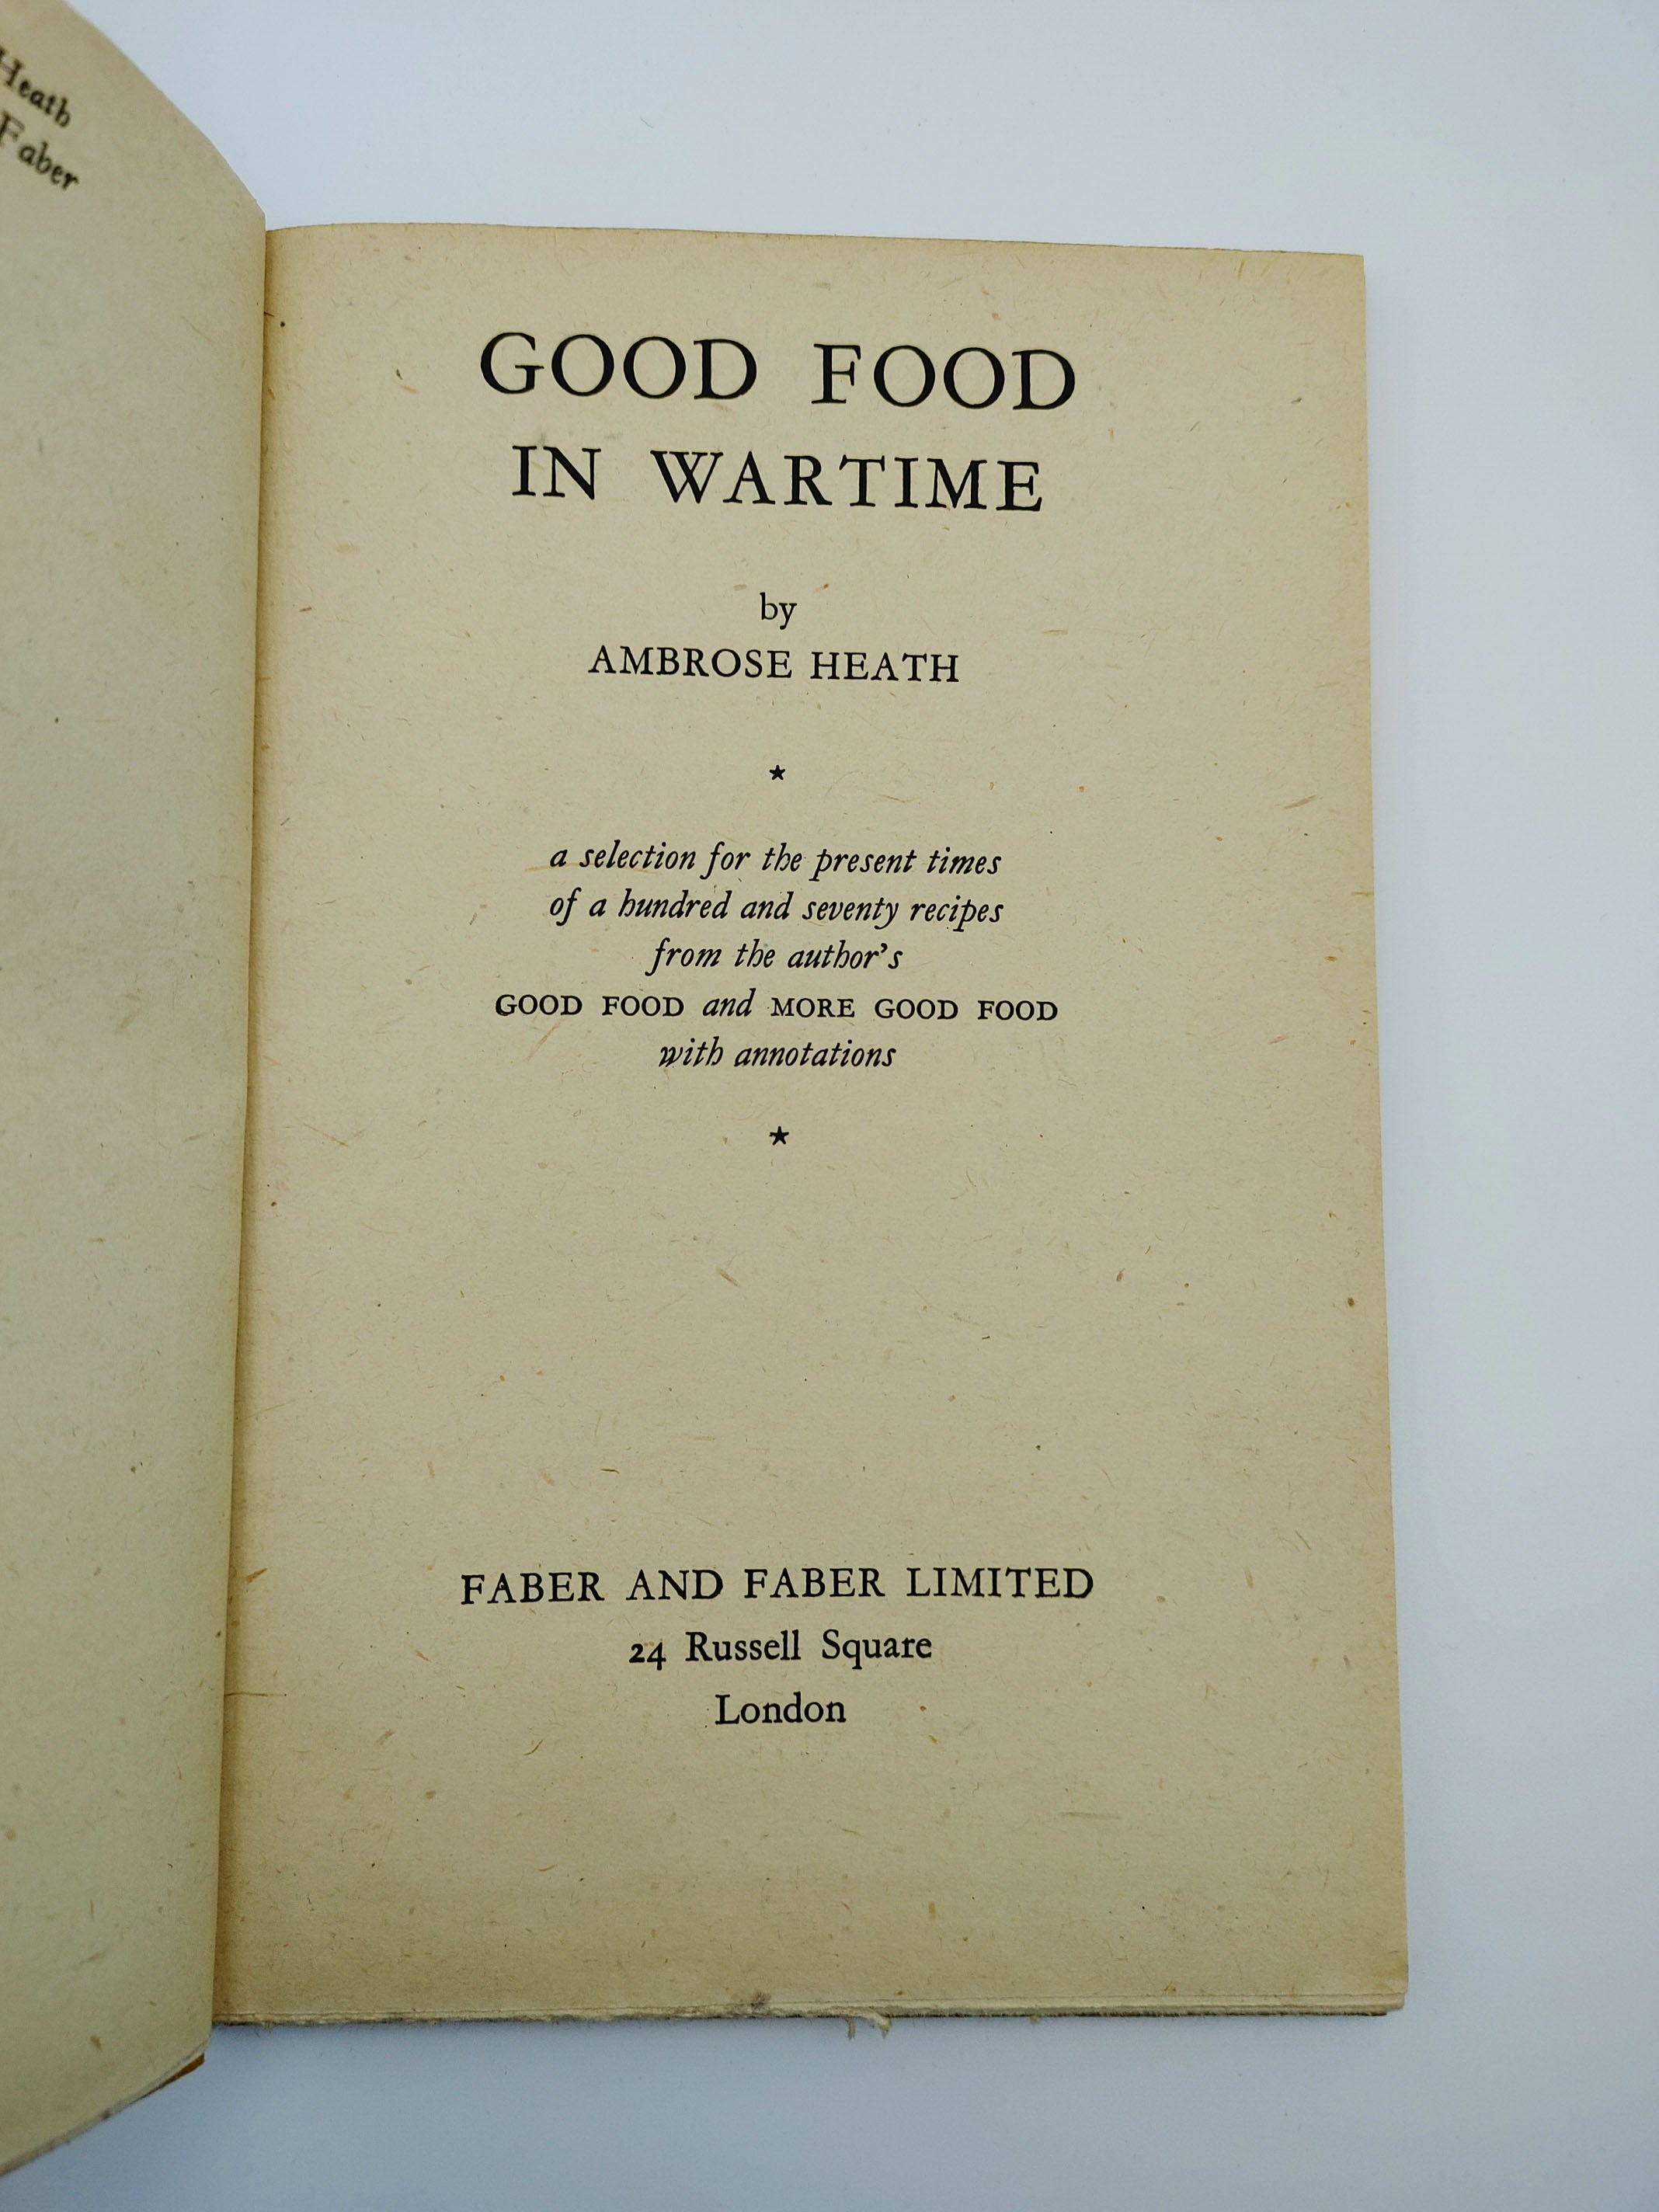 Heath
Faber
GOOD FOOD
IN WARTIME
by
AMBROSE HEATH
★
a selection for the present times
of a hundred and seventy recipes
from the author's
GOOD FOOD and MORE GOOD FOOD
with annotations
★
FABER AND FABER LIMITED
24 Russell Square
London